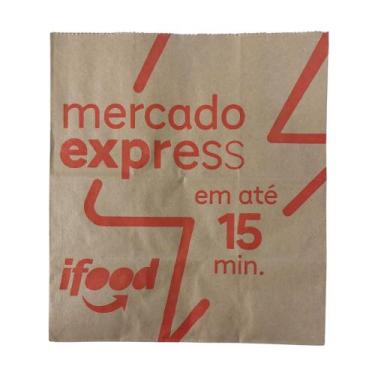 mercado
express
em até
15
min.
ifood